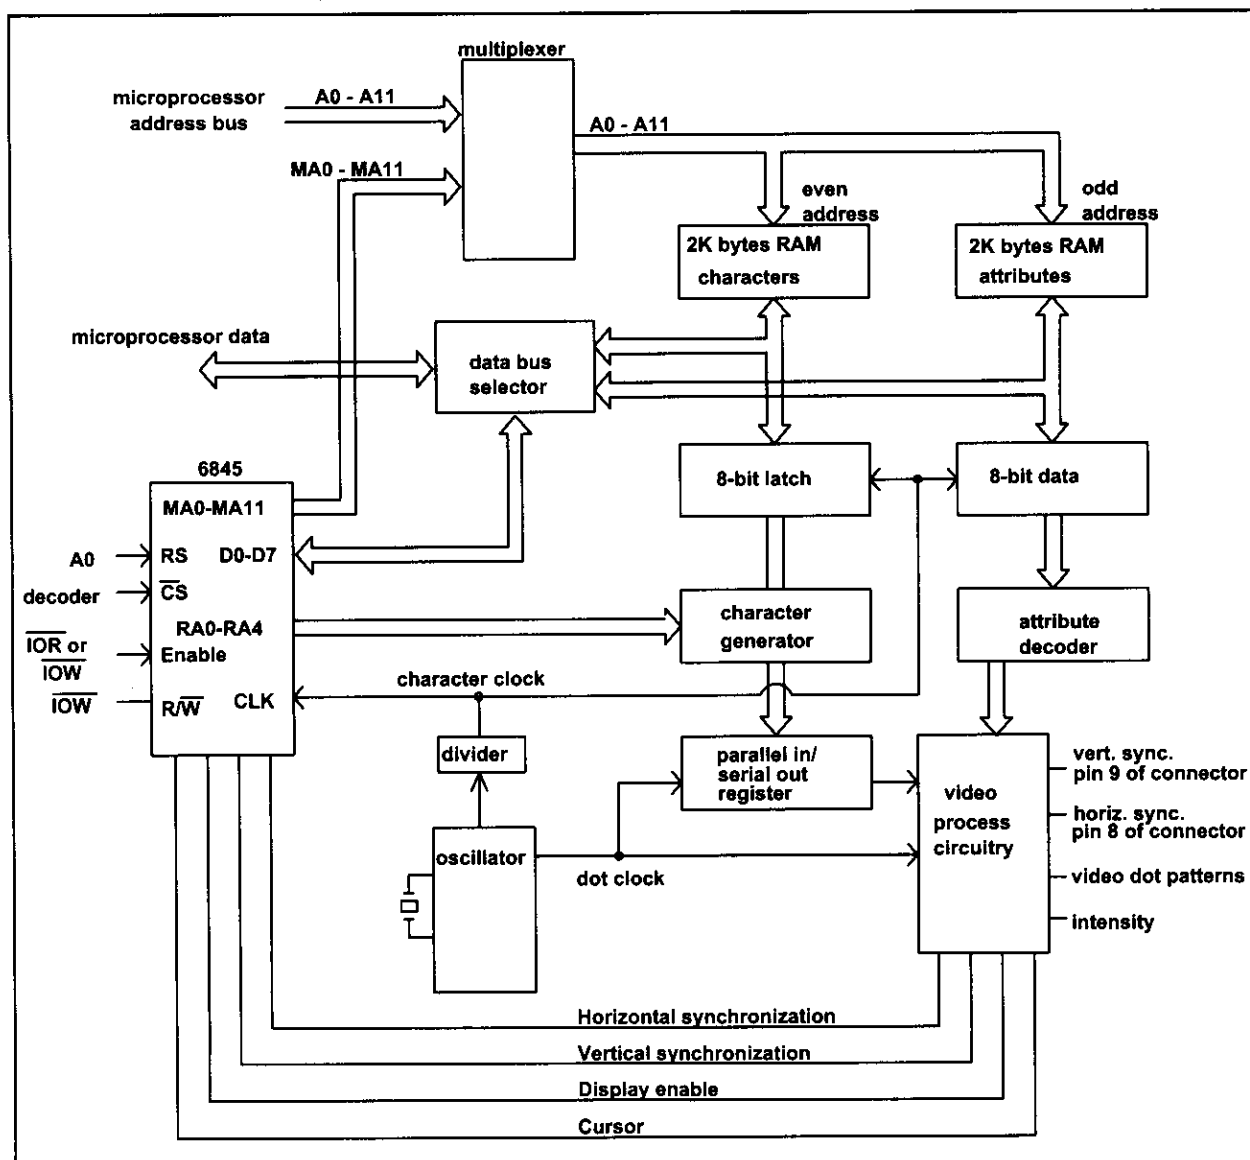 multiplexer
microprocessor
address bus
A0 - A11
A0 - A11
MA0 - MA11
even
address
odd
address
2K bytes RAM
characters
2K bytes RAM
attributes
microprocessor data
data bus
selector
6845
MA0-MA11
8-bit latch
8-bit data
A0
RS
D0-D7
decoder
C̅S̅
RA0-RA4
character
generator
attribute
decoder
I̅O̅R̅ or
I̅O̅W̅
Enable
I̅O̅W̅
R/W̅
CLK
character clock
divider
parallel in/
serial out
register
video
process
circuitry
vert. sync.
pin 9 of connector
horiz. sync.
pin 8 of connector
video dot patterns
intensity
oscillator
dot clock
Horizontal synchronization
Vertical synchronization
Display enable
Cursor